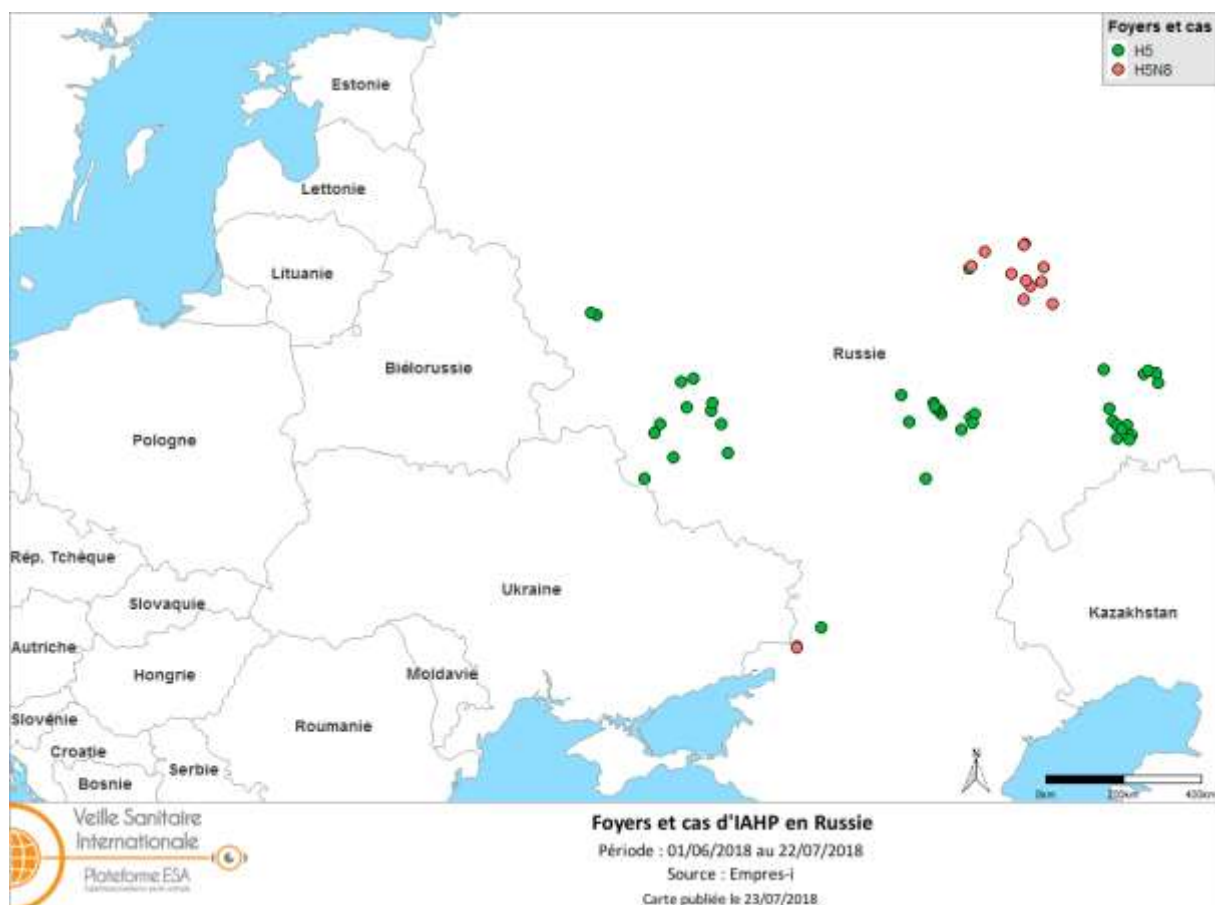 Foyers et cas
H5
H5N8
Estonie
Lettonie
Lituanie
Biélorussie
Russie
Pologne
Rép. Tchèque
Slovaquie
Ukraine
Kazakhstan
Autriche
Hongrie
Moldavie
Slovénie
Roumanie
Croatie
Serbie
Bosnie
N
0km 200km 400km
Veille Sanitaire
Internationale
Plateforme ESA
Foyers et cas d'IAHP en Russie
Période : 01/06/2018 au 22/07/2018
Source : Empres-i
Carte publiée le 23/07/2018